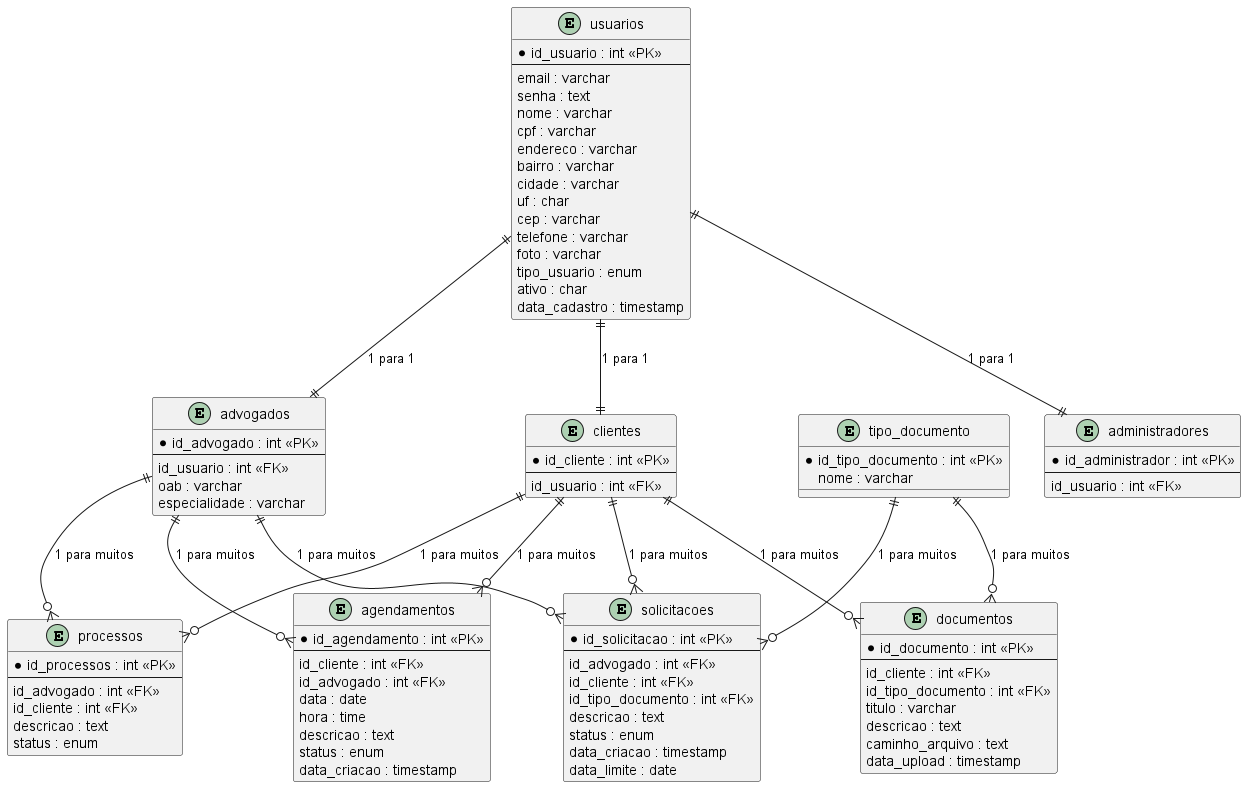 E usuarios
id_usuario : int «PK»
email : varchar
senha : text
nome : varchar
cpf : varchar
endereco : varchar
bairro : varchar
cidade : varchar
uf : char
cep : varchar
telefone : varchar
foto : varchar
tipo_usuario : enum
ativo : char
data_cadastro : timestamp
1 para 1
1 para 1
1 para 1
E advogados
id_advogado : int «PK»
id_usuario : int «FK»
oab : varchar
especialidade : varchar
E clientes
id_cliente : int «PK»
id_usuario : int «FK»
E tipo_documento
id_tipo_documento : int «PK»
nome : varchar
E administradores
id_administrador : int «PK»
id_usuario : int «FK»
1 para muitos
1 para muitos
1 para muitos
1 para muitos
1 para muitos
1 para muitos
1 para muitos
1 para muitos
1 para muitos
E processos
id_processos : int «PK»
id_advogado : int «FK»
id_cliente : int «FK»
descricao : text
status : enum
E agendamentos
id_agendamento : int «PK»
id_cliente : int «FK»
id_advogado : int «FK»
data : date
hora : time
descricao : text
status : enum
data_criacao : timestamp
E solicitacoes
id_solicitacao : int «PK»
id_advogado : int «FK»
id_cliente : int «FK»
id_tipo_documento : int «FK»
descricao : text
status : enum
data_criacao : timestamp
data_limite : date
E documentos
id_documento : int «PK»
id_cliente : int «FK»
id_tipo_documento : int «FK»
titulo : varchar
descricao : text
caminho_arquivo : text
data_upload : timestamp